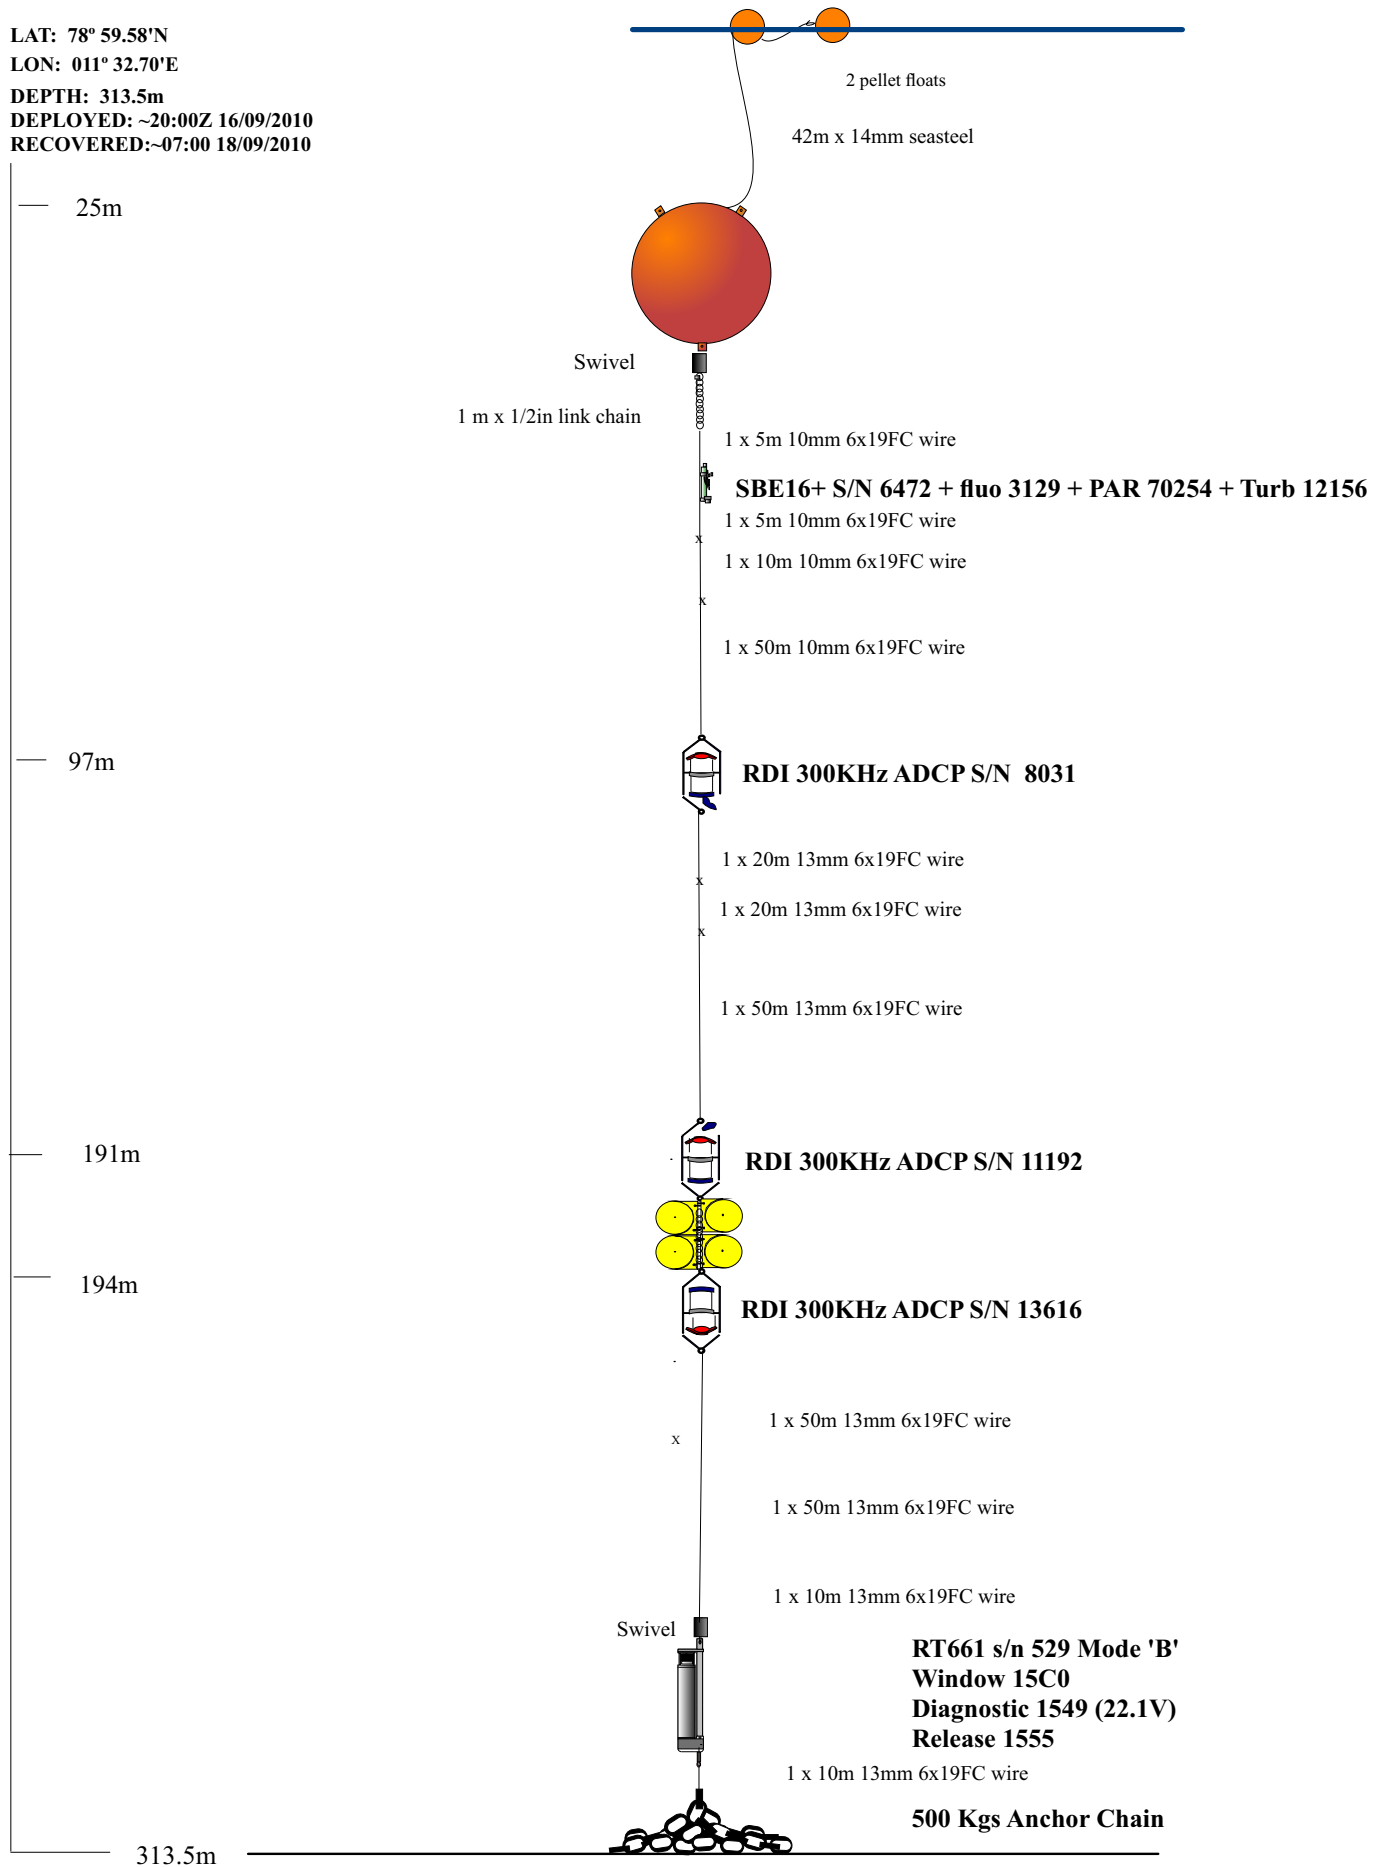 LAT: 78º 59.58'N
LON: 011º 32.70'E
DEPTH: 313.5m
DEPLOYED: ~20:00Z 16/09/2010
RECOVERED:~07:00 18/09/2010
2 pellet floats
42m x 14mm seasteel
25m
Swivel
1 m x 1/2in link chain
1 x 5m 10mm 6x19FC wire
SBE16+ S/N 6472 + fluo 3129 + PAR 70254 + Turb 12156
1 x 5m 10mm 6x19FC wire
x
1 x 10m 10mm 6x19FC wire
x
1 x 50m 10mm 6x19FC wire
97m
RDI 300KHz ADCP S/N 8031
1 x 20m 13mm 6x19FC wire
x
1 x 20m 13mm 6x19FC wire
x
1 x 50m 13mm 6x19FC wire
191m
RDI 300KHz ADCP S/N 11192
194m
RDI 300KHz ADCP S/N 13616
1 x 50m 13mm 6x19FC wire
x
1 x 50m 13mm 6x19FC wire
1 x 10m 13mm 6x19FC wire
Swivel
RT661 s/n 529 Mode 'B'
Window 15C0
Diagnostic 1549 (22.1V)
Release 1555
1 x 10m 13mm 6x19FC wire
500 Kgs Anchor Chain
313.5m